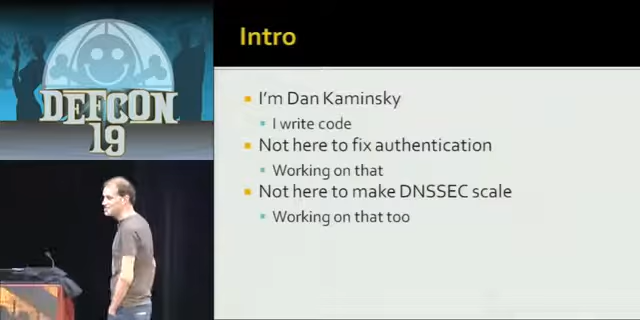 DEFCON
19
Intro
I'm Dan Kaminsky
I write code
Not here to fix authentication
Working on that
Not here to make DNSSEC scale
Working on that too